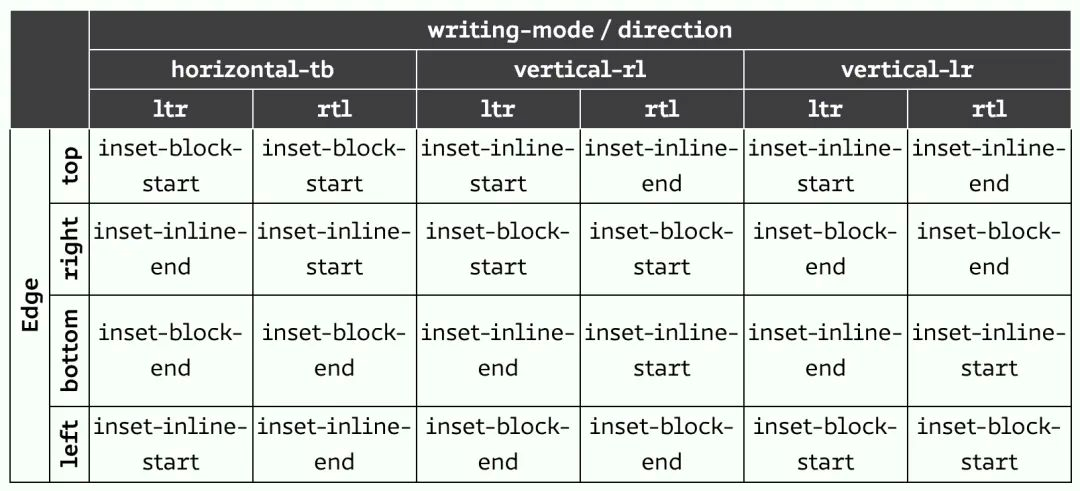 writing-mode / direction
horizontal-tb vertical-rl vertical-lr
ltr rtl ltr rtl ltr rtl
Edge
top
inset-block- inset-block- inset-inline- inset-inline- inset-inline- inset-inline-
start start start end start end
right
inset-inline- inset-inline- inset-block- inset-block- inset-block- inset-block-
end start start start end end
bottom
inset-block- inset-block- inset-inline- inset-inline- inset-inline- inset-inline-
end end end start end start
left
inset-inline- inset-inline- inset-block- inset-block- inset-block- inset-block-
start end end end start start